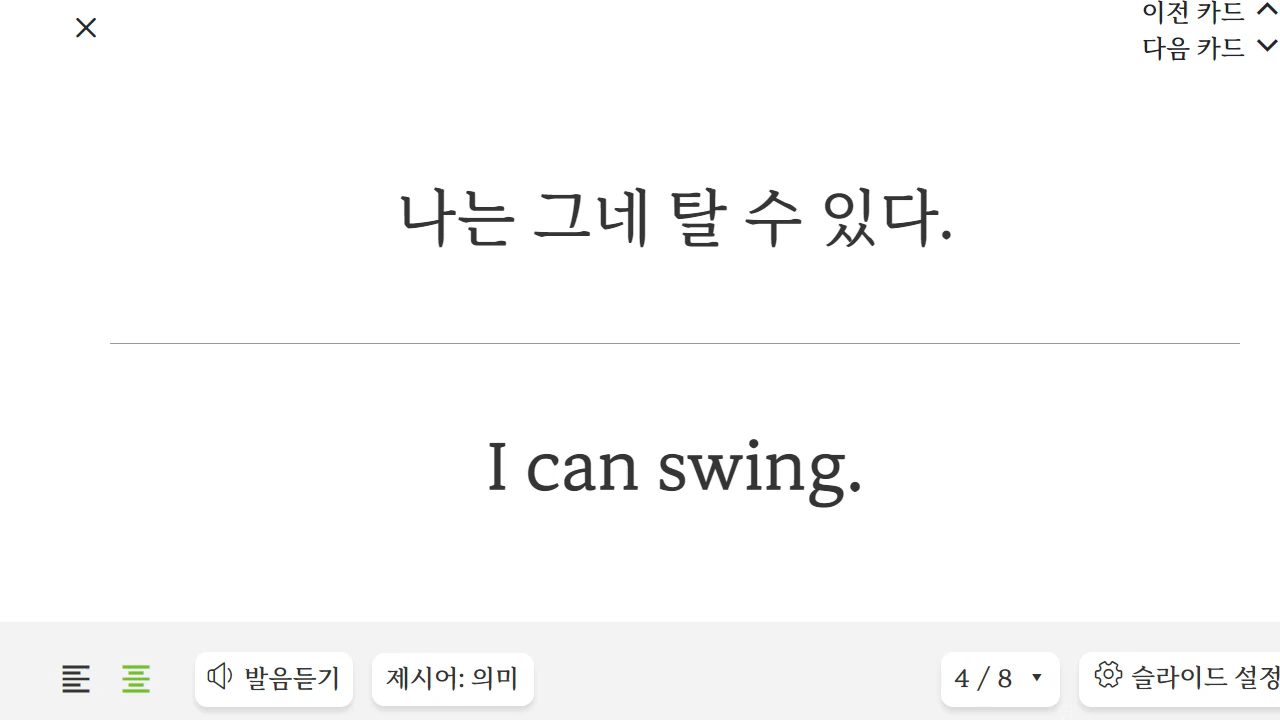 이전 카드
다음 카드
나는 그네 탈 수 있다.
I can swing.
발음듣기
제시어: 의미
4 / 8
슬라이드 설정